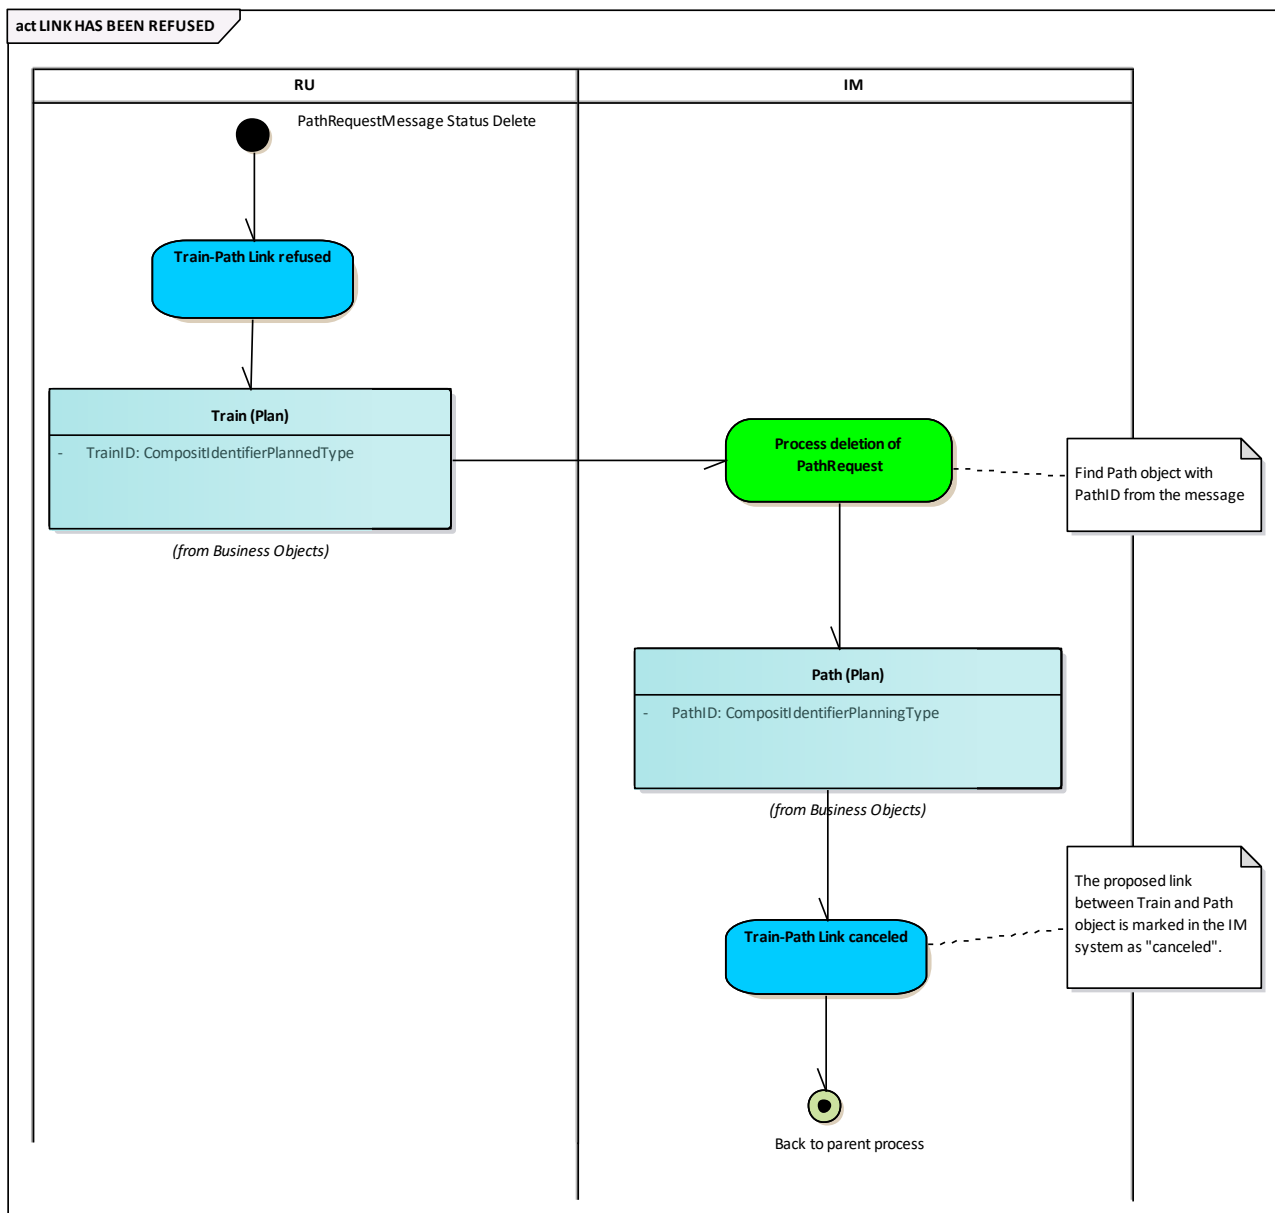 act LINK HAS BEEN REFUSED
RU
IM
PathRequestMessage Status Delete
Train-Path Link refused
Train (Plan)
- TrainID: CompositIdentifierPlannedType
(from Business Objects)
Process deletion of
PathRequest
Find Path object with
PathID from the message
Path (Plan)
- PathID: CompositIdentifierPlanningType
(from Business Objects)
The proposed link
between Train and Path
object is marked in the IM
system as "canceled".
Train-Path Link canceled
Back to parent process